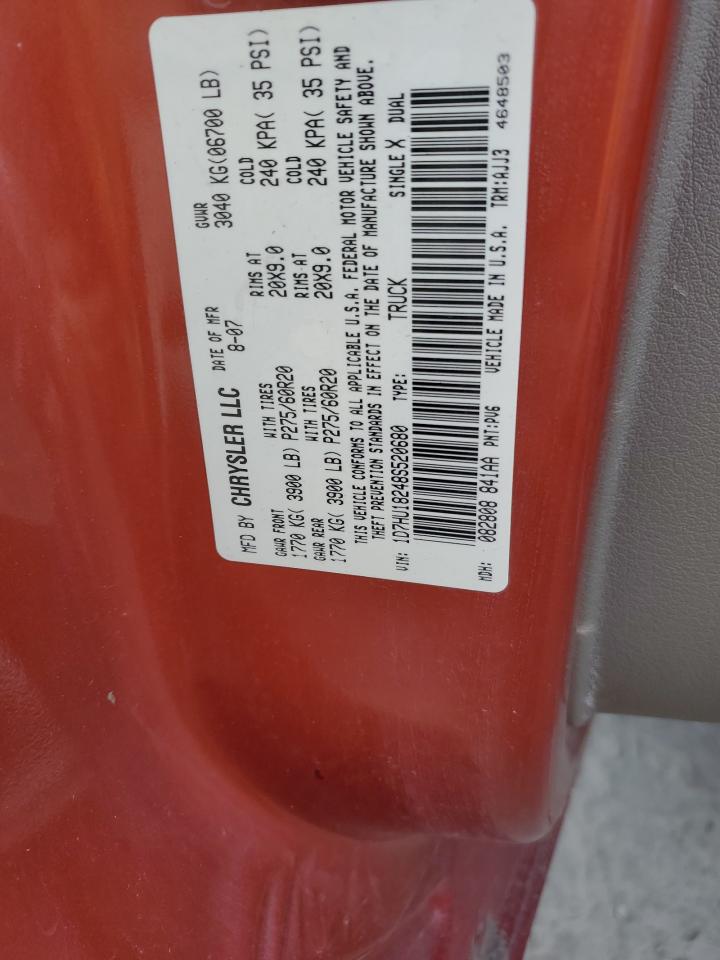 MFD BY CHRYSLER LLC DATE OF MFR GVWR
8-07 3040 KG(06700 LB)
GAWR FRONT WITH TIRES RIMS AT COLD
1770 KG( 3900 LB) P275/60R20 20X9.0 240 KPA( 35 PSI)
GAWR REAR WITH TIRES RIMS AT COLD
1770 KG( 3900 LB) P275/60R20 20X9.0 240 KPA( 35 PSI)
THIS VEHICLE CONFORMS TO ALL APPLICABLE U.S.A. FEDERAL MOTOR VEHICLE SAFETY AND
THEFT PREVENTION STANDARDS IN EFFECT ON THE DATE OF MANUFACTURE SHOWN ABOVE.
VIN: 1D7HU18248S520680 TYPE: TRUCK SINGLE X DUAL
MDH: 082808 841AA PNT:PVG VEHICLE MADE IN U.S.A. TRM:AJJ3 4648503